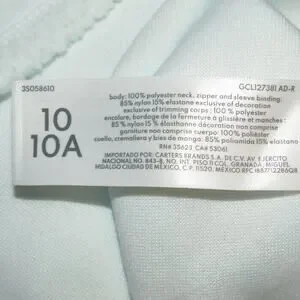 3S058610
GCL127381 AD-R
10
10A
body: 100% polyester neck, zipper and sleeve binding:
85% nylon 15% elastane exclusive of decoration
exclusive of trimming corps : 100% polyester
encolure, bordage de la fermeture à glissière et manches :
85% nylon 15% élasthanne décoration non comprise
garniture non comprise cuerpo: 100% poliéster
cuello, cremallera y bies de manga: 85% poliamida 15% elastano
RN# 35623 CA# 53061
IMPORTADO POR: CARTERS BRANDS S.A. DE C.V. AV. EJERCITO
NACIONAL NO. 843-B, NO. INT. PISO 5, COL. GRANADA, MIGUEL
HIDALGO CIUDAD DE MEXICO, C.P. 11520, MEXICO.